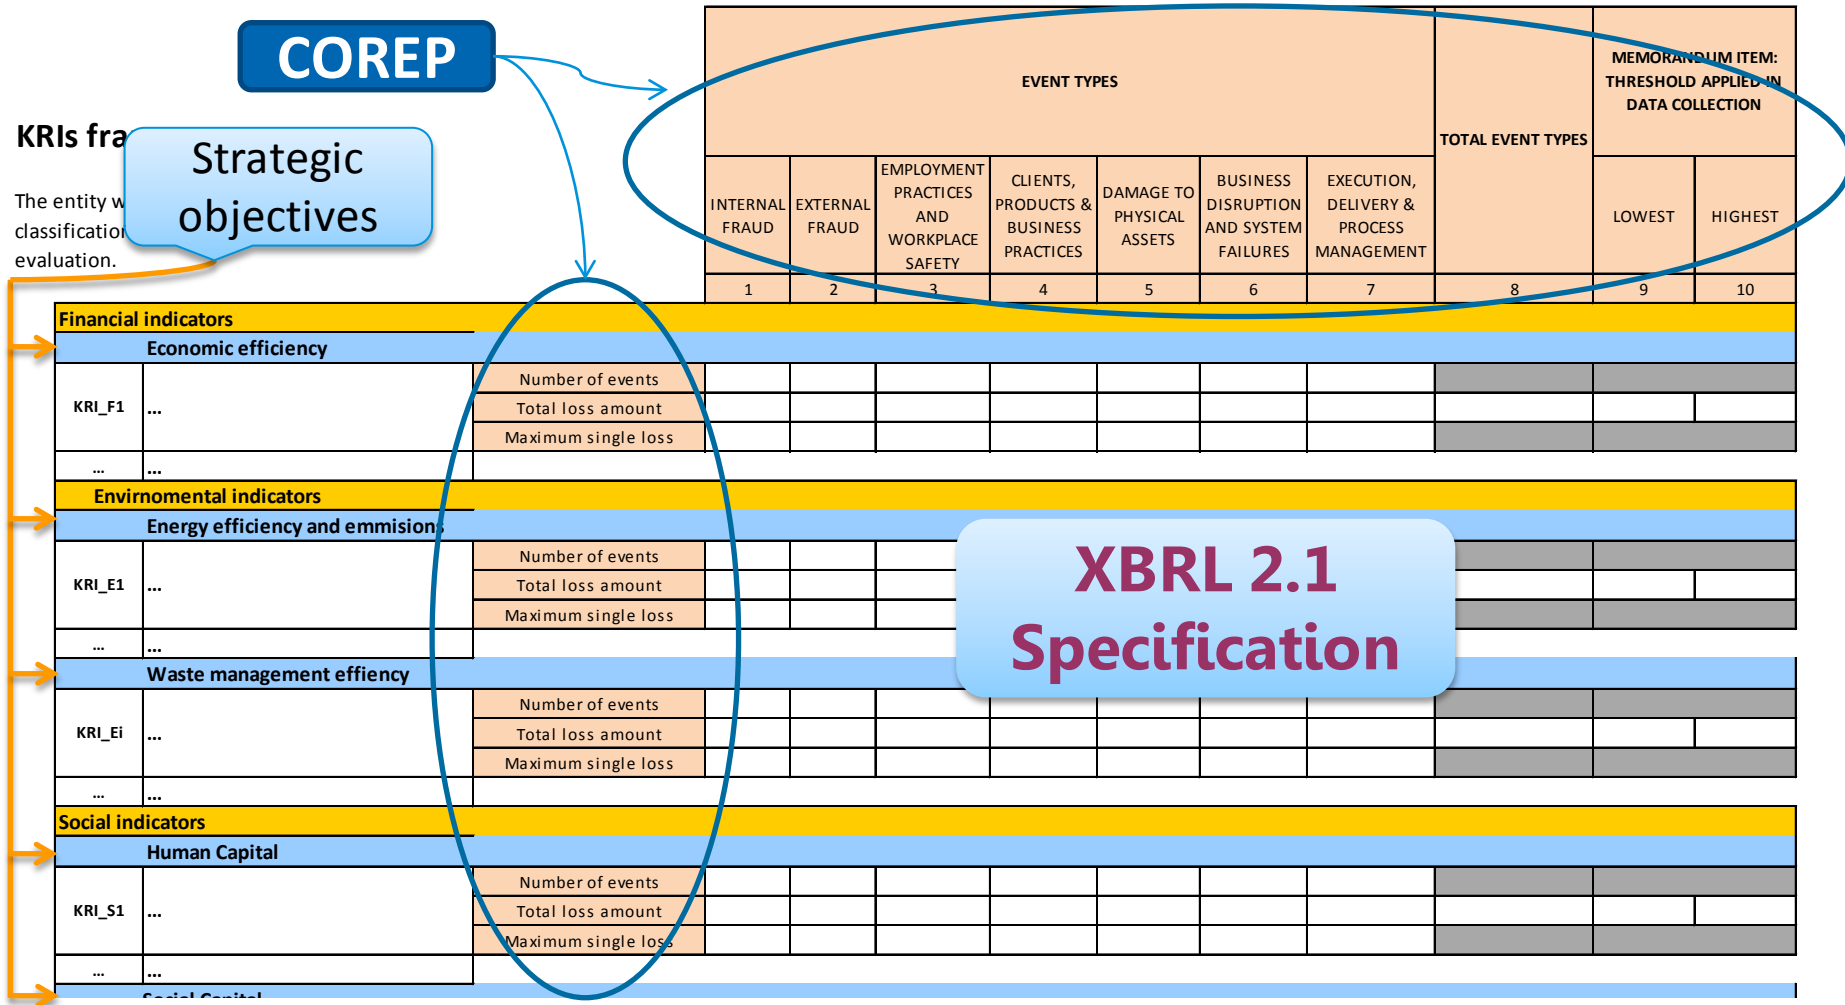 COREP
KRIs fra
Strategic
objectives
The entity w
classification
evaluation.
EVENT TYPES
TOTAL EVENT TYPES
MEMORANDUM ITEM:
THRESHOLD APPLIED IN
DATA COLLECTION
INTERNAL
FRAUD
EXTERNAL
FRAUD
EMPLOYMENT
PRACTICES
AND
WORKPLACE
SAFETY
CLIENTS,
PRODUCTS &
BUSINESS
PRACTICES
DAMAGE TO
PHYSICAL
ASSETS
BUSINESS
DISRUPTION
AND SYSTEM
FAILURES
EXECUTION,
DELIVERY &
PROCESS
MANAGEMENT
LOWEST
HIGHEST
1 2 3 4 5 6 7 8 9 10
Financial indicators
Economic efficiency
KRI_F1 ...
Number of events
Total loss amount
Maximum single loss
... ...
Envirnomental indicators
Energy efficiency and emmisions
KRI_E1 ...
Number of events
Total loss amount
Maximum single loss
... ...
XBRL 2.1
Specification
Waste management effiency
KRI_Ei ...
Number of events
Total loss amount
Maximum single loss
... ...
Social indicators
Human Capital
KRI_S1 ...
Number of events
Total loss amount
Maximum single loss
... ...
Social Capital